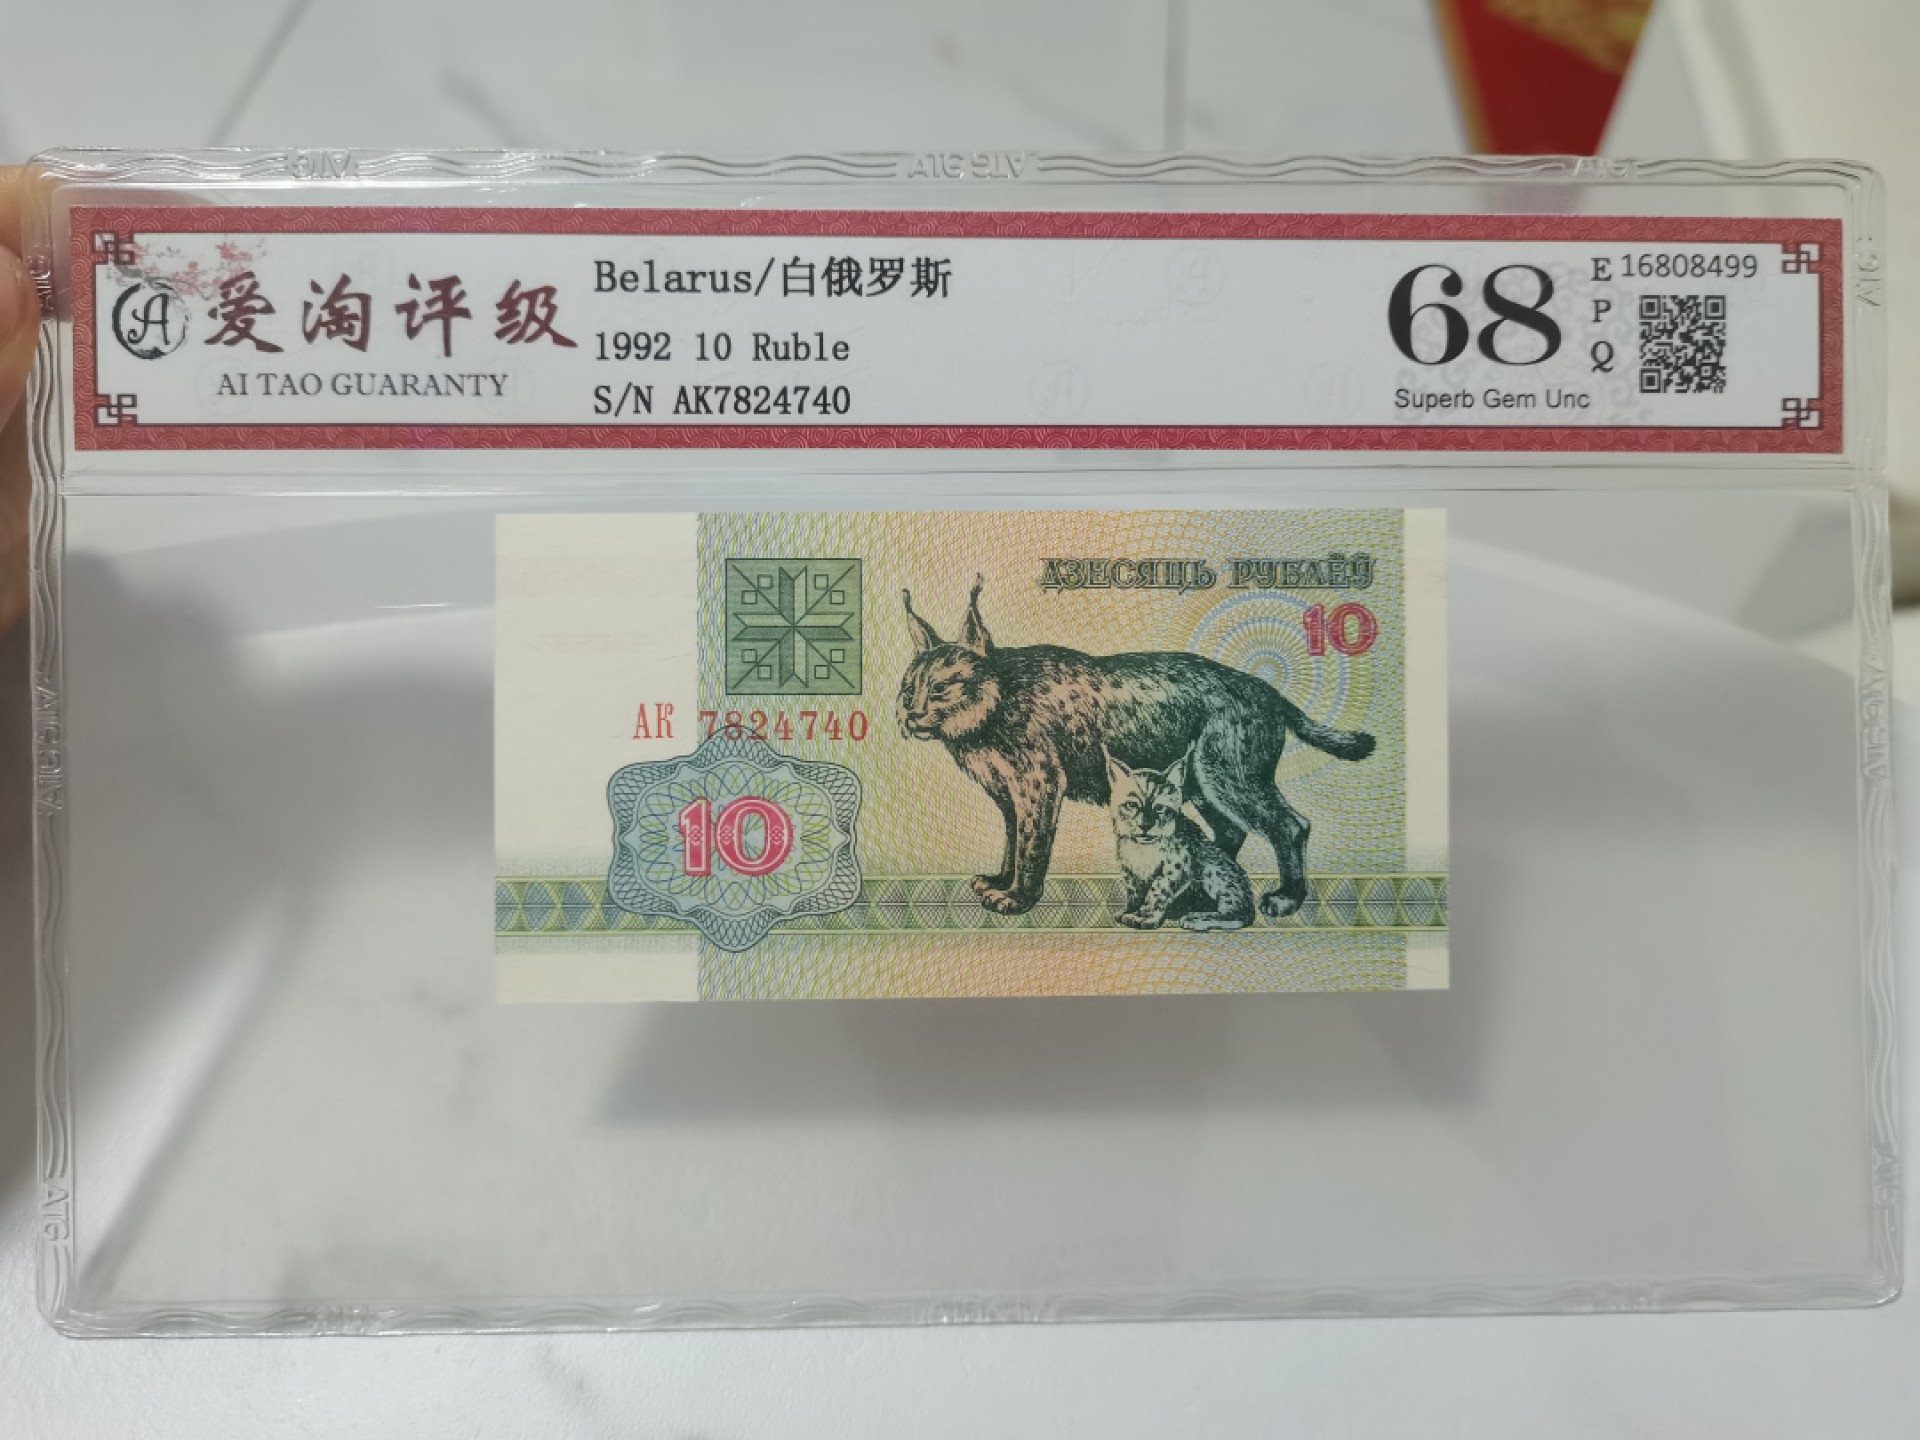 爱淘评级
AI TAO GUARANTY
Belarus/白俄罗斯
1992 10 Ruble
S/N AK7824740
68
EPQ
16808499
Superb Gem Unc
ДЗЕСЯЦЬ РУБЛЁЎ
10
АК 7824740
10